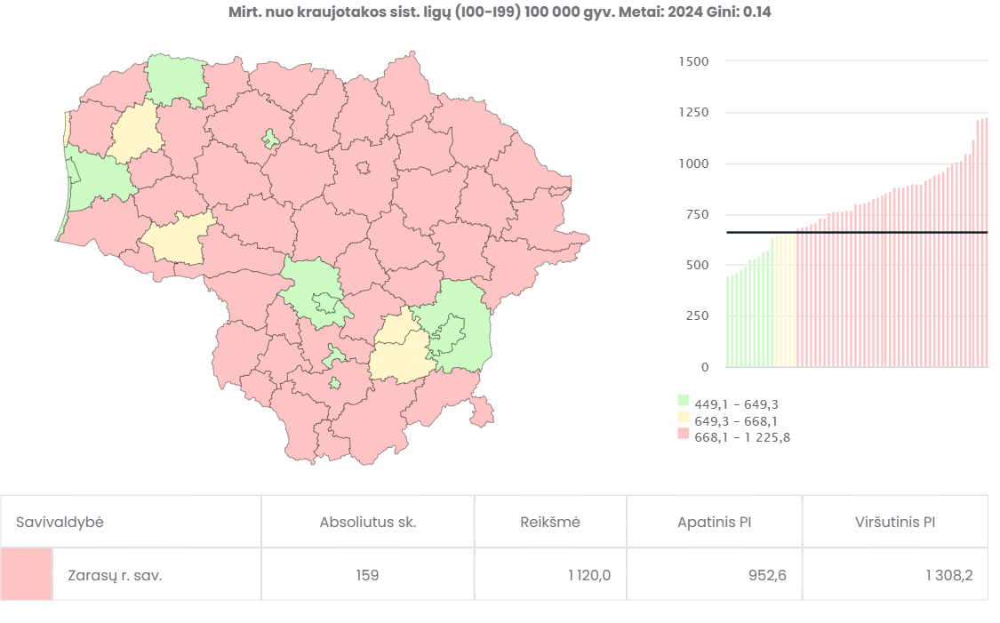 Mirt. nuo kraujotakos sist. ligų (I00-I99) 100 000 gyv. Metai: 2024 Gini: 0.14
1500
1250
1000
750
500
250
0
449,1 - 649,3
649,3 - 668,1
668,1 - 1 225,8
Savivaldybė Absoliutus sk. Reikšmė Apatinis PI Viršutinis PI
Zarasų r. sav. 159 1 120,0 952,6 1 308,2